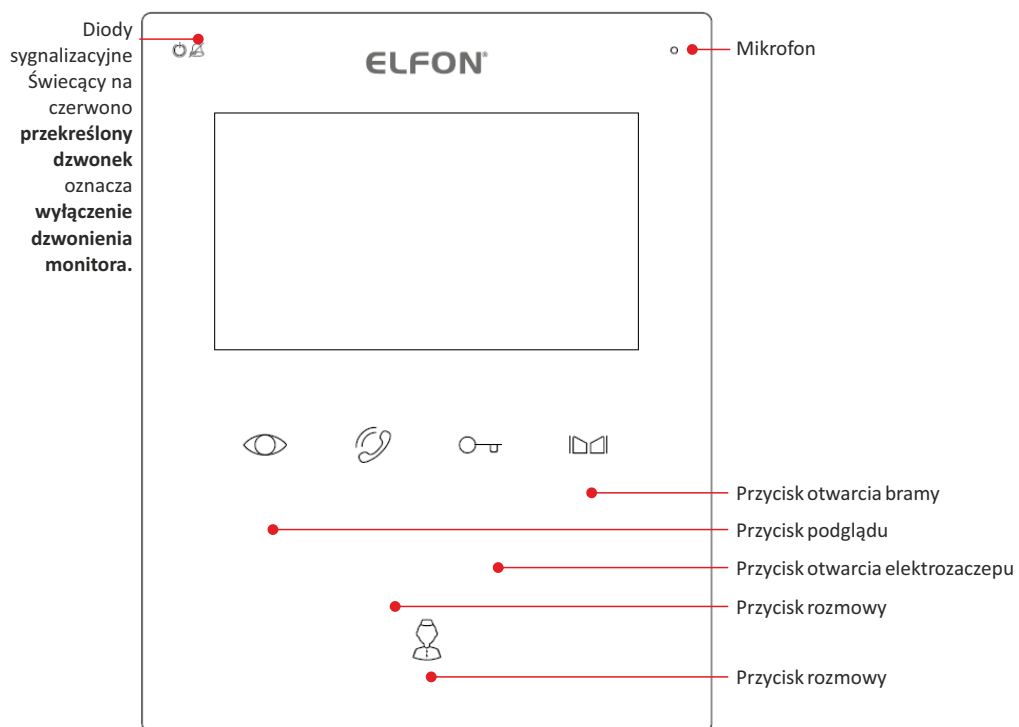 Diody
sygnalizacyjne
Świecący na
czerwono
przekreślony
dzwonek
oznacza
wyłączenie
dzwonienia
monitora.
ELFON®
Mikrofon
Przycisk otwarcia bramy
Przycisk podglądu
Przycisk otwarcia elektrozaczepu
Przycisk rozmowy
Przycisk rozmowy